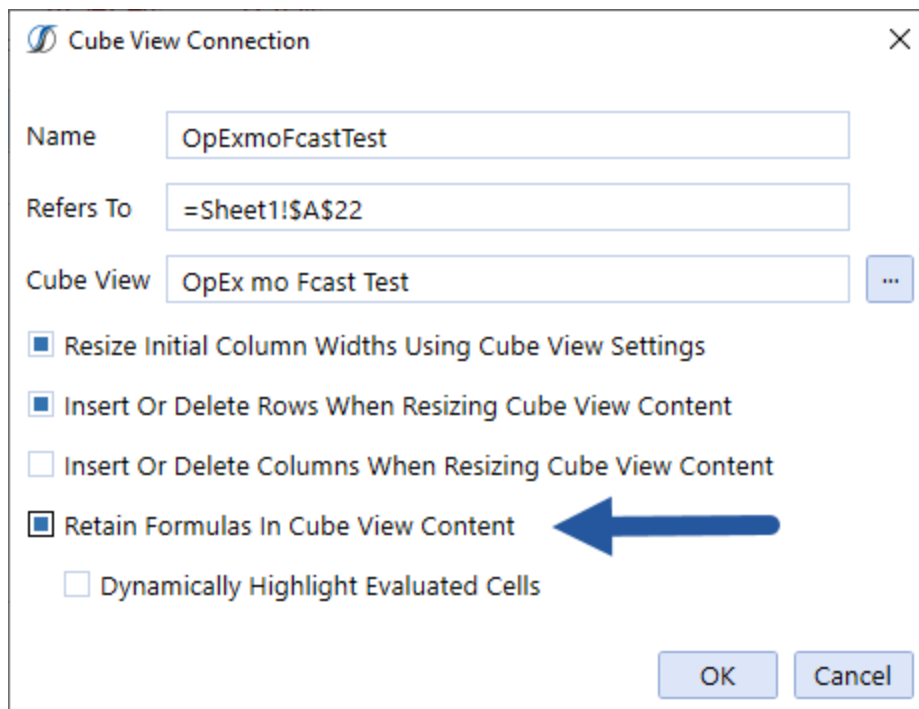 Cube View Connection
Name
OpExmoFcastTest
Refers To
=Sheet1!$A$22
Cube View
OpEx mo Fcast Test
...
Resize Initial Column Widths Using Cube View Settings
Insert Or Delete Rows When Resizing Cube View Content
Insert Or Delete Columns When Resizing Cube View Content
Retain Formulas In Cube View Content
Dynamically Highlight Evaluated Cells
OK
Cancel